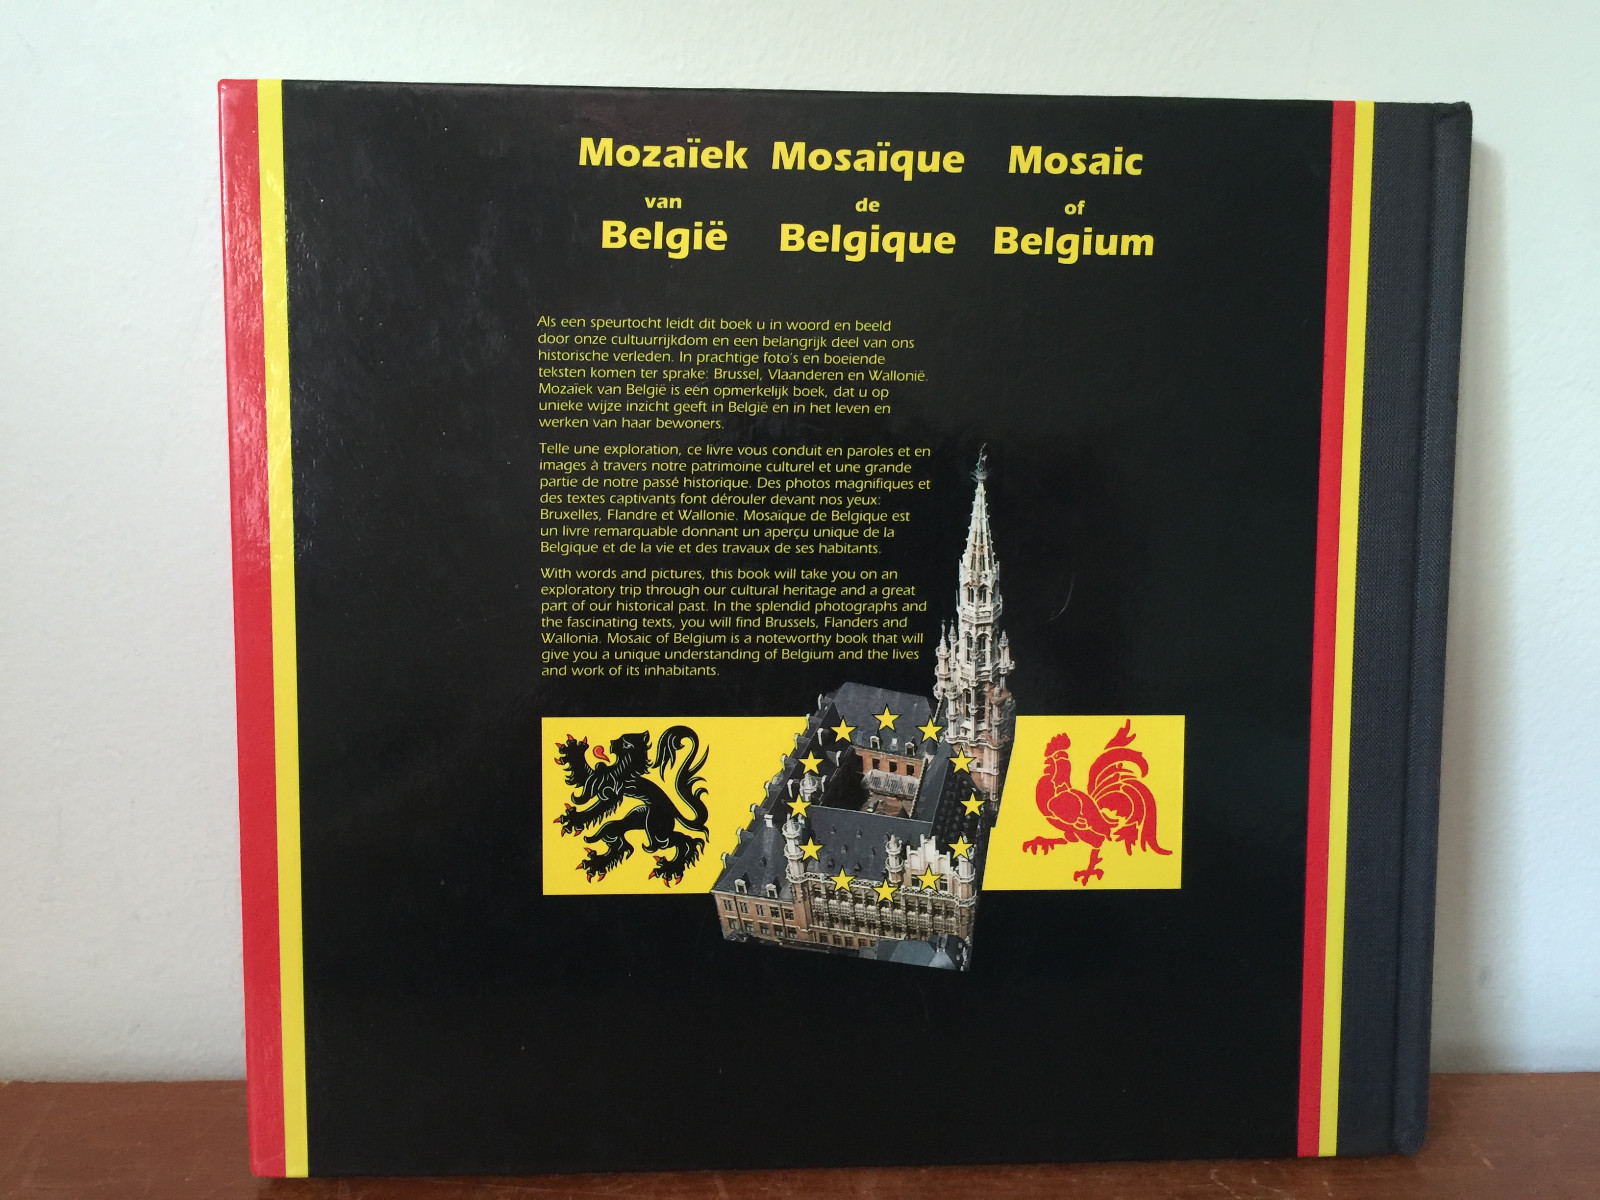 Mozaïek
van
België
Mosaïque
de
Belgique
Mosaic
of
Belgium
Als een speurtocht leidt dit boek u in woord en beeld
door onze cultuurrijkdom en een belangrijk deel van ons
historische verleden. In prachtige foto's en boeiende
teksten komen ter sprake: Brussel, Vlaanderen en Wallonië.
Mozaïek van België is een opmerkelijk boek, dat u op
unieke wijze inzicht geeft in België en in het leven en
werken van haar bewoners.
Telle une exploration, ce livre vous conduit en paroles et en
images à travers notre patrimoine culturel et une grande
partie de notre passé historique. Des photos magnifiques et
des textes captivants font dérouler devant nos yeux:
Bruxelles, Flandre et Wallonie. Mosaïque de Belgique est
un livre remarquable donnant un aperçu unique de la
Belgique et de la vie et des travaux de ses habitants.
With words and pictures, this book will take you on an
exploratory trip through our cultural heritage and a great
part of our historical past. In the splendid photographs and
the fascinating texts, you will find Brussels, Flanders and
Wallonia. Mosaic of Belgium is a noteworthy book that will
give you a unique understanding of Belgium and the lives
and work of its inhabitants.